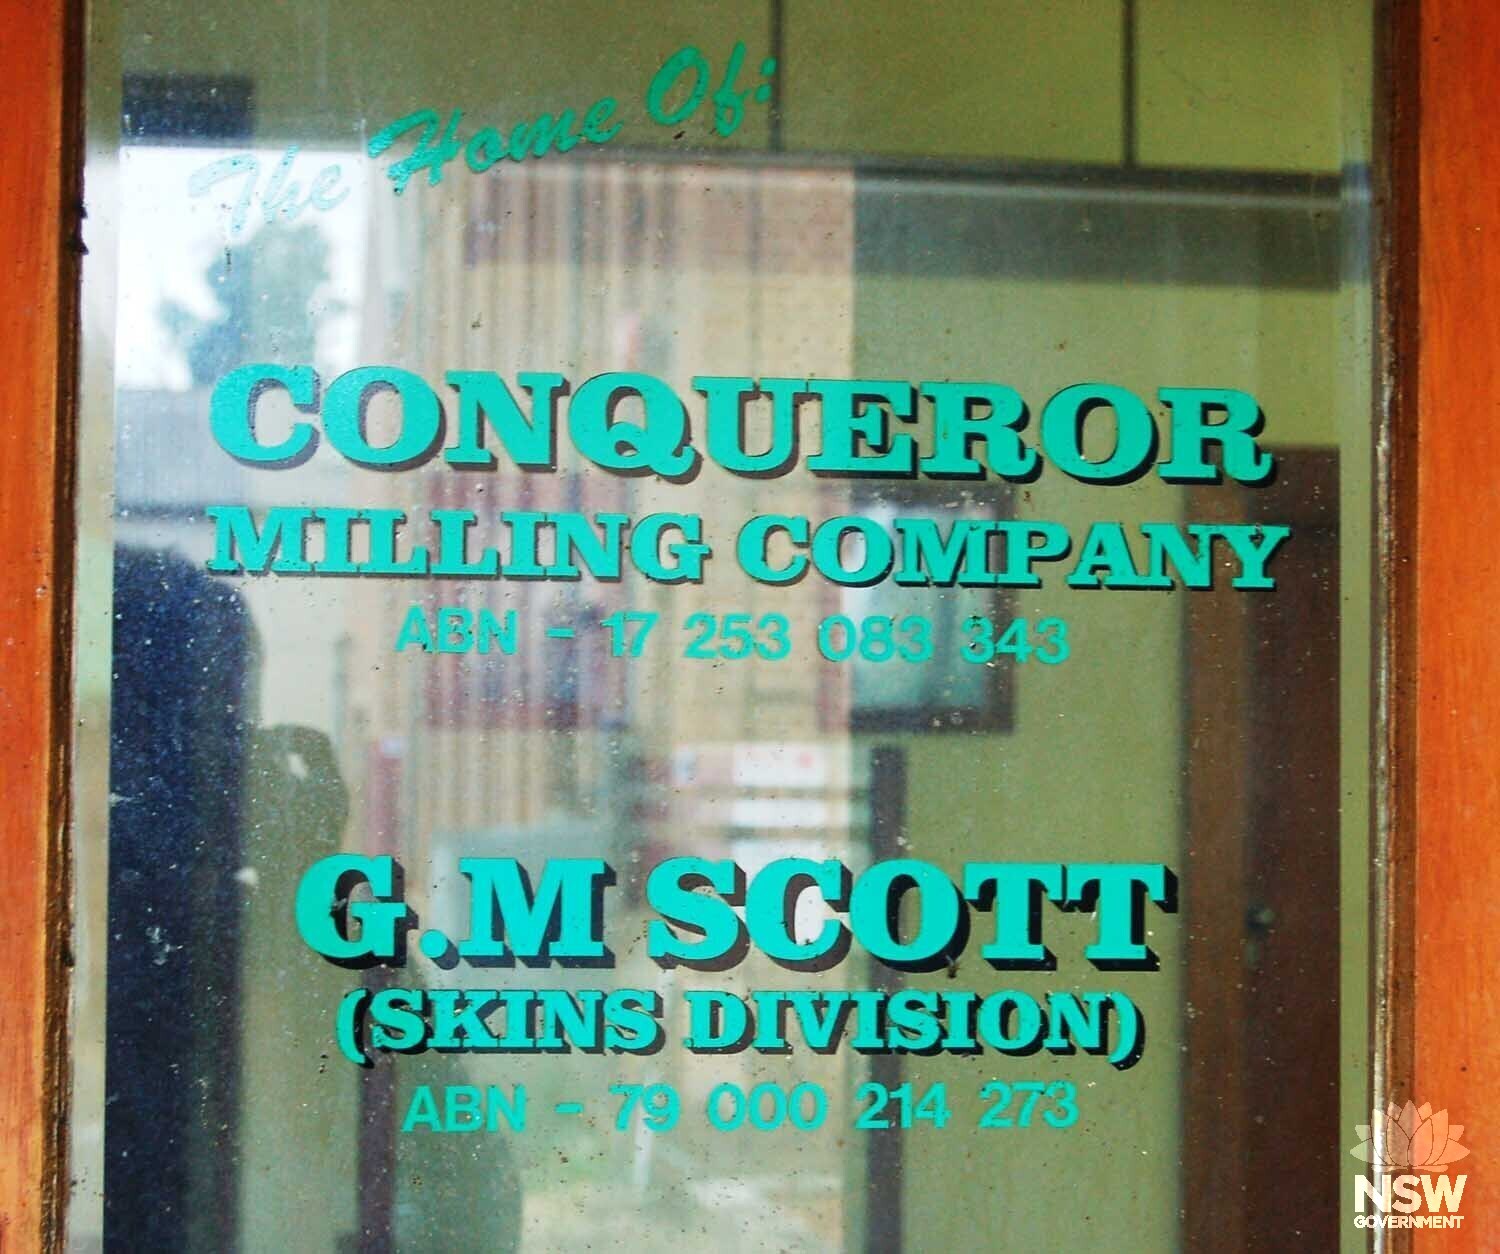 The Home Of:
CONQUEROR
MILLING COMPANY
ABN - 17 253 083 343
G.M SCOTT
(SKINS DIVISION)
ABN - 79 000 214 273
NSW
GOVERNMENT